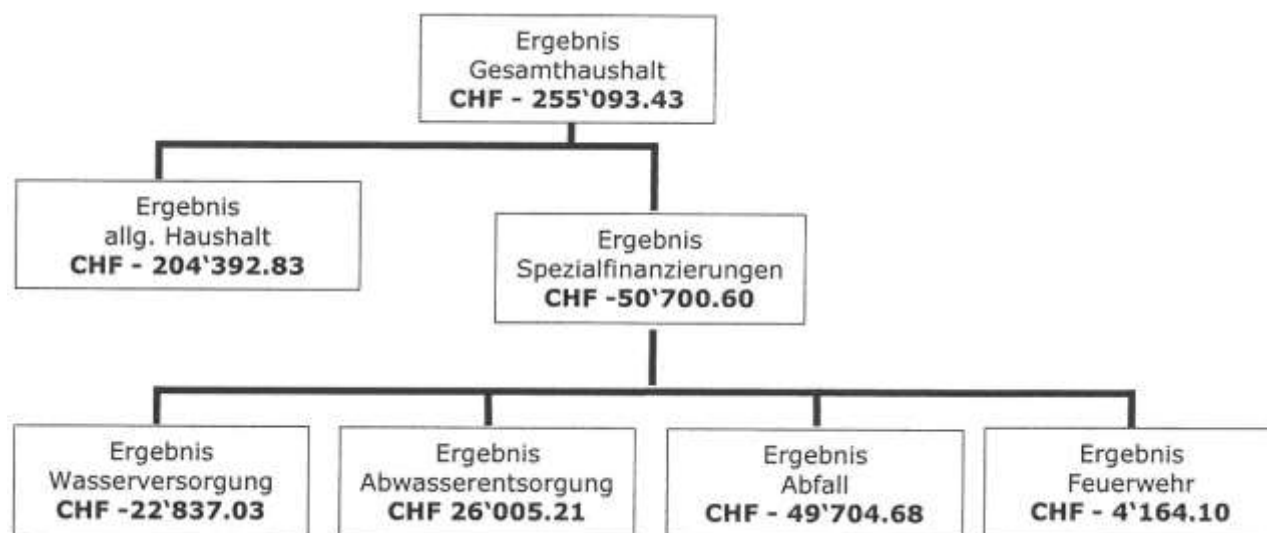 Ergebnis
Gesamthaushalt
CHF - 255‘093.43
Ergebnis
allg. Haushalt
CHF - 204‘392.83
Ergebnis
Spezialfinanzierungen
CHF -50‘700.60
Ergebnis
Wasserversorgung
CHF -22‘837.03
Ergebnis
Abwasserentsorgung
CHF 26‘005.21
Ergebnis
Abfall
CHF - 49‘704.68
Ergebnis
Feuerwehr
CHF - 4‘164.10